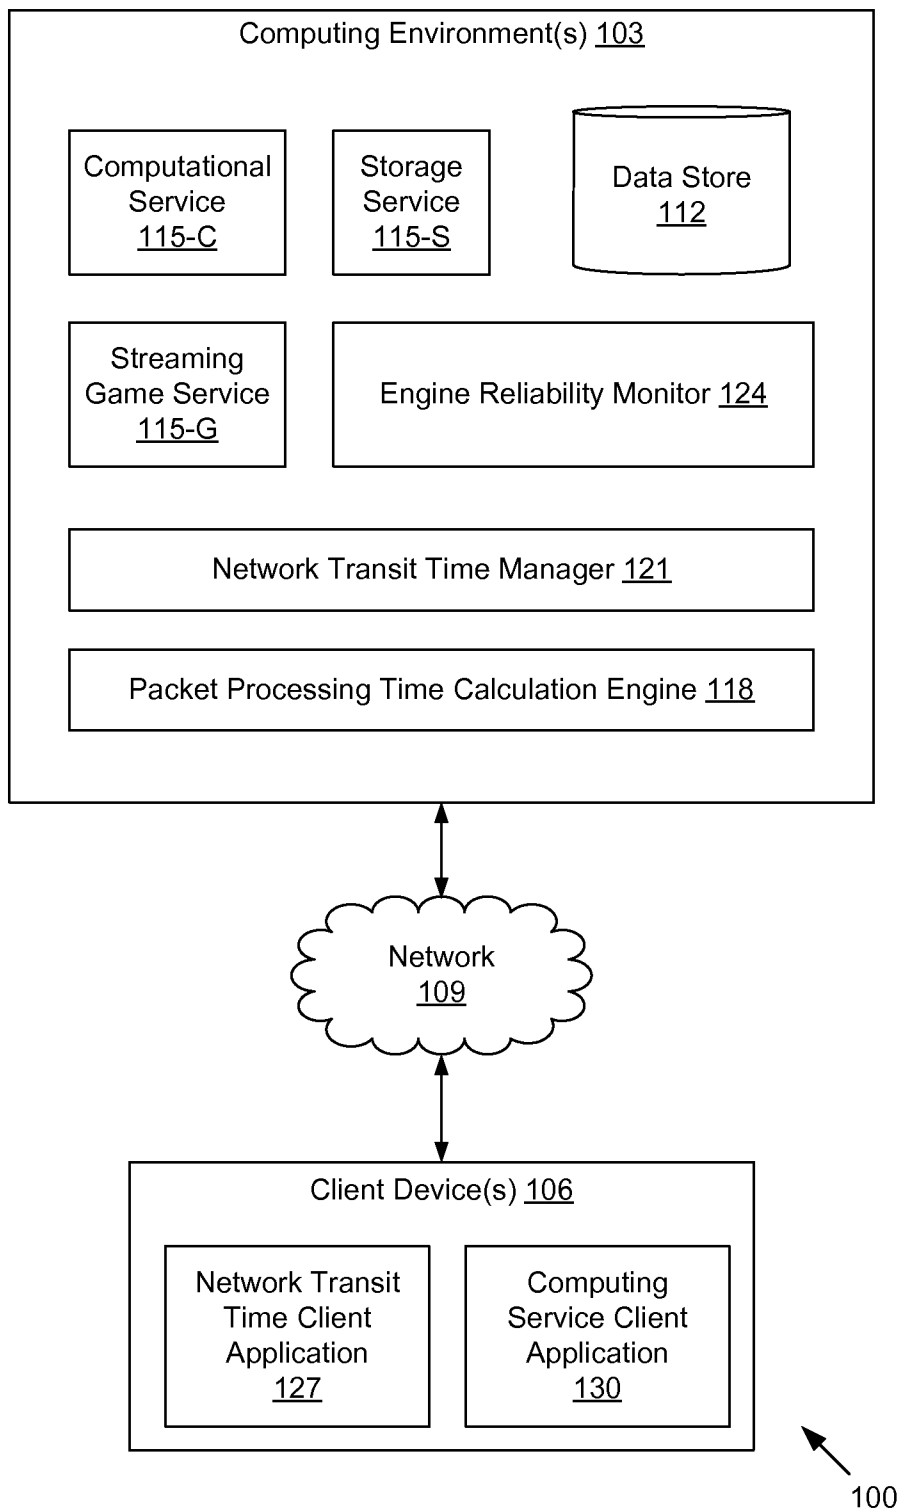 Computing Environment(s) 103
Computational
Service
115-C
Storage
Service
115-S
Data Store
112
Streaming
Game Service
115-G
Engine Reliability Monitor 124
Network Transit Time Manager 121
Packet Processing Time Calculation Engine 118
Network
109
Client Device(s) 106
Network Transit
Time Client
Application
127
Computing
Service Client
Application
130
100